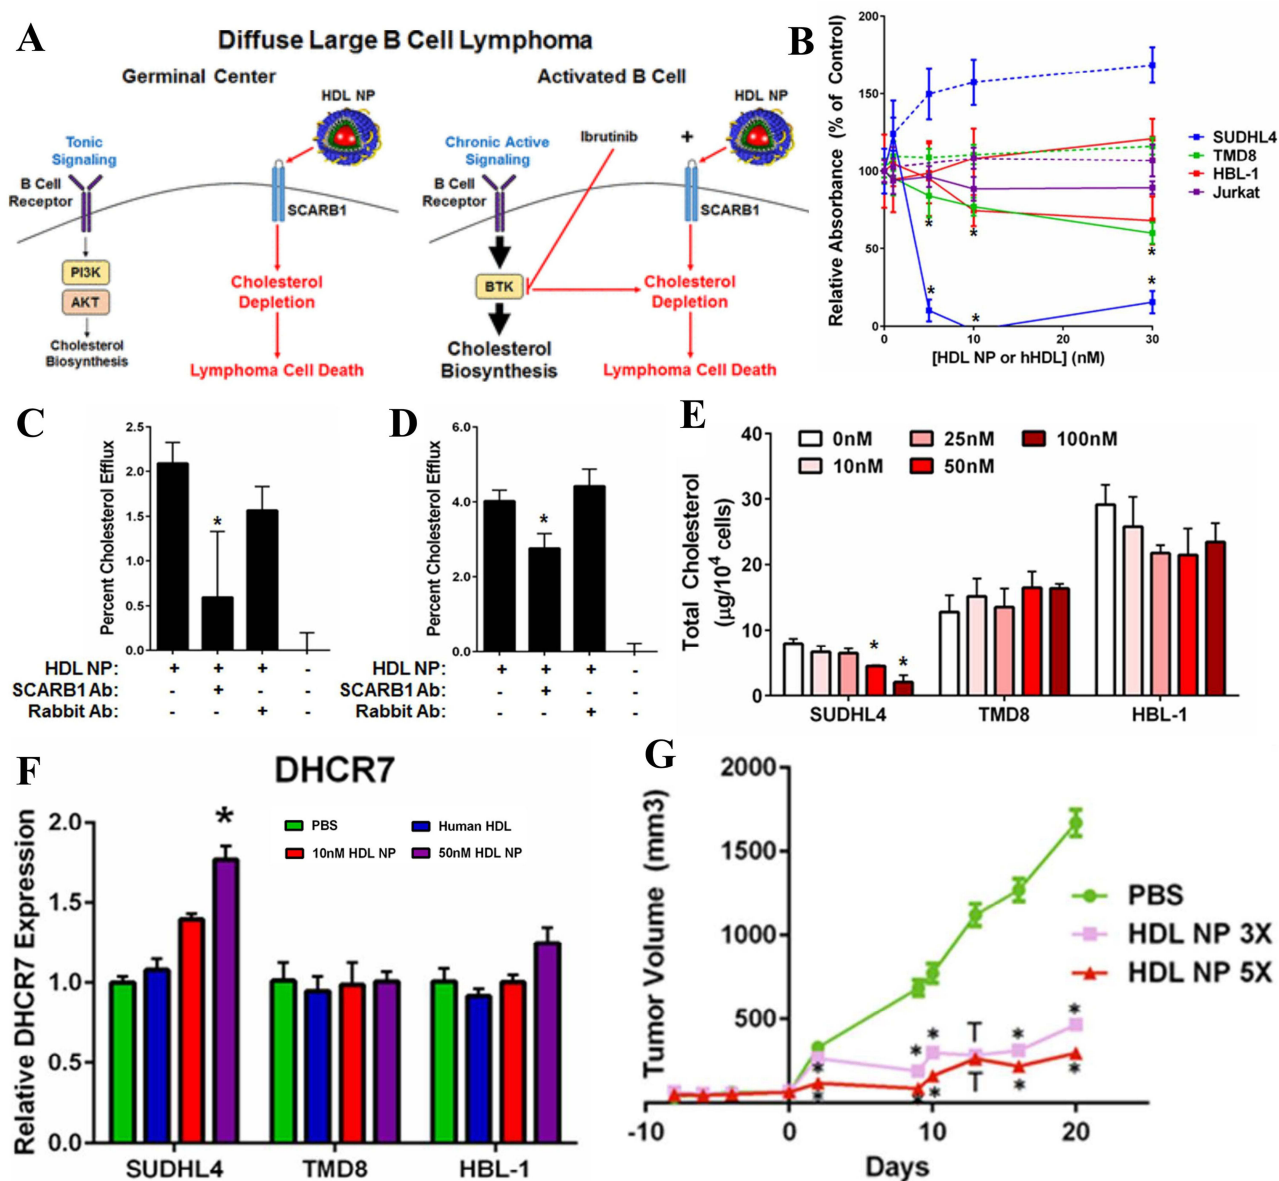 A
Diffuse Large B Cell Lymphoma
Germinal Center
Activated B Cell
HDL NP
HDL NP
Tonic
Signaling
Chronic Active
Signaling
Ibrutinib
+
B Cell
Receptor
B Cell
Receptor
SCARB1
SCARB1
PI3K
AKT
BTK
Cholesterol
Depletion
Cholesterol
Depletion
Cholesterol
Biosynthesis
Cholesterol
Biosynthesis
Lymphoma Cell Death
Lymphoma Cell Death
B
Relative Absorbance (% of Control)
200
150
100
50
0
0
10
20
30
[HDL NP or hHDL] (nM)
SUDHL4
TMD8
HBL-1
Jurkat
*
*
*
*
*
*
C
Percent Cholesterol Efflux
2.5
2.0
1.5
1.0
0.5
0.0
*
HDL NP: + + + -
SCARB1 Ab: - + - -
Rabbit Ab: - - + -
D
Percent Cholesterol Efflux
6.0
4.0
2.0
0.0
*
HDL NP: + + + -
SCARB1 Ab: - + - -
Rabbit Ab: - - + -
E
Total Cholesterol
(µg/10⁴ cells)
40
30
20
10
0
0nM
25nM
100nM
10nM
50nM
*
*
SUDHL4
TMD8
HBL-1
F
DHCR7
Relative DHCR7 Expression
2.0
1.5
1.0
0.5
0.0
PBS
Human HDL
10nM HDL NP
50nM HDL NP
*
SUDHL4
TMD8
HBL-1
G
Tumor Volume (mm3)
2000
1500
1000
500
-10
0
10
20
Days
PBS
HDL NP 3X
HDL NP 5X
* * T * *
*
* * * T * *